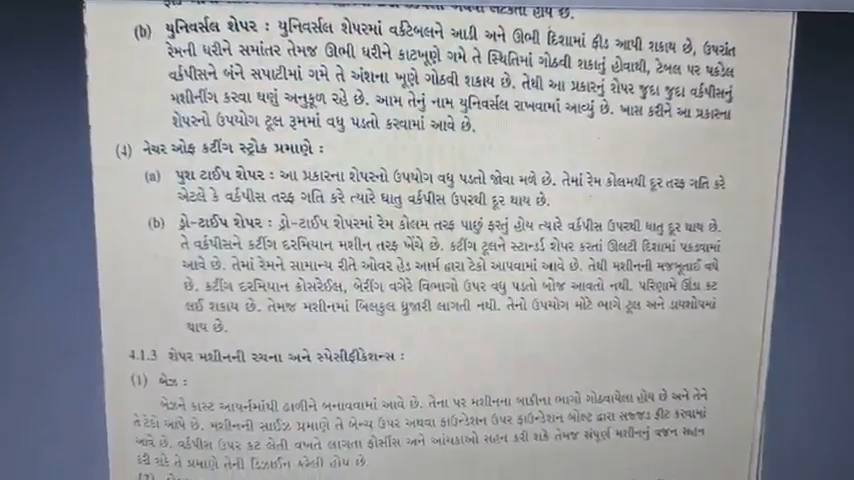 (b) યુનિવર્સલ શેપર : યુનિવર્સલ શેપરમાં વર્કટેબલને આડી અને ઊભી દિશામાં ફીડ આપી શકાય છે, ઉપરાંત
રેમની ધરીને સમાંતર તેમજ ઊભી ધરીને કાટખૂણે ગમે તે સ્થિતિમાં ગોઠવી શકાતું હોવાથી, ટેબલ પર પકડેલ
વર્કપીસને બંને સપાટીમાં ગમે તે અંશના ખૂણે ગોઠવી શકાય છે. તેથી આ પ્રકારનું શેપર જુદા જુદા વર્કપીસનું
મશીનીંગ કરવા ઘણું અનુકૂળ રહે છે. આમ તેનું નામ યુનિવર્સલ રાખવામાં આવ્યું છે. ખાસ કરીને આ પ્રકારના
શેપરનો ઉપયોગ ટૂલ રૂમમાં વધુ પડતો કરવામાં આવે છે.
નેચર ઓફ કટીંગ સ્ટ્રોક પ્રમાણે :
(a) પુશ ટાઈપ શેપર : આ પ્રકારના શેપરનો ઉપયોગ વધુ પડતો જોવા મળે છે. તેમાં રેમ કોલમથી દૂર તરફ ગતિ કરે
એટલે કે વર્કપીસ તરફ ગતિ કરે ત્યારે ધાતુ વર્કપીસ ઉપરથી દૂર થાય છે.
(b) ડ્રો-ટાઈપ શેપર : ડ્રો-ટાઈપ શેપરમાં રેમ કોલમ તરફ પાછું ફરતું હોય ત્યારે વર્કપીસ ઉપરથી ધાતુ દૂર થાય છે.
તે વર્કપીસને કટીંગ દરમિયાન મશીન તરફ ખેંચે છે. કટીંગ ટૂલને સ્ટાન્ડર્ડ શેપર કરતાં ઊલટી દિશામાં પકડવામાં
આવે છે. તેમાં રેમને સામાન્ય રીતે ઓવર હેડ આર્મ દ્વારા ટેકો આપવામાં આવે છે. તેથી મશીનની મજબૂતાઈ વધે
છે. કટીંગ દરમિયાન ક્રોસરેઈલ, બેરીંગ વગેરે વિભાગો ઉપર વધુ પડતો બોજ આવતો નથી. પરિણામે ઊંડા કટ
લઈ શકાય છે. તેમજ મશીનમાં બિલકુલ ધ્રુજારી લાગતી નથી. તેનો ઉપયોગ મોટે ભાગે ટૂલ અને ડાયશોપમાં
થાય છે.
4.1.3 શેપર મશીનની રચના અને સ્પેસીફીકેશન્સ :
(1) બેઝ :
બેઝને કાસ્ટ આયર્નમાંથી ઢાળીને બનાવવામાં આવે છે. તેના પર મશીનના બાકીના ભાગો ગોઠવાયેલા હોય છે અને તેને
તે ટેકો આપે છે. મશીનની સાઈઝ પ્રમાણે તે બેન્ચ ઉપર અથવા ફાઉન્ડેશન ઉપર ફાઉન્ડેશન બોલ્ટ દ્વારા સજ્જડ ફીટ કરવામાં
આવે છે. વર્કપીસ ઉપર કટ લેતી વખતે લાગતા ફોર્સીસ અને આંચકાઓ સહન કરી શકે તેમજ સંપૂર્ણ મશીનનું વજન સહન
કરી શકે તે પ્રમાણે તેની ડિઝાઈન કરેલી હોય છે.